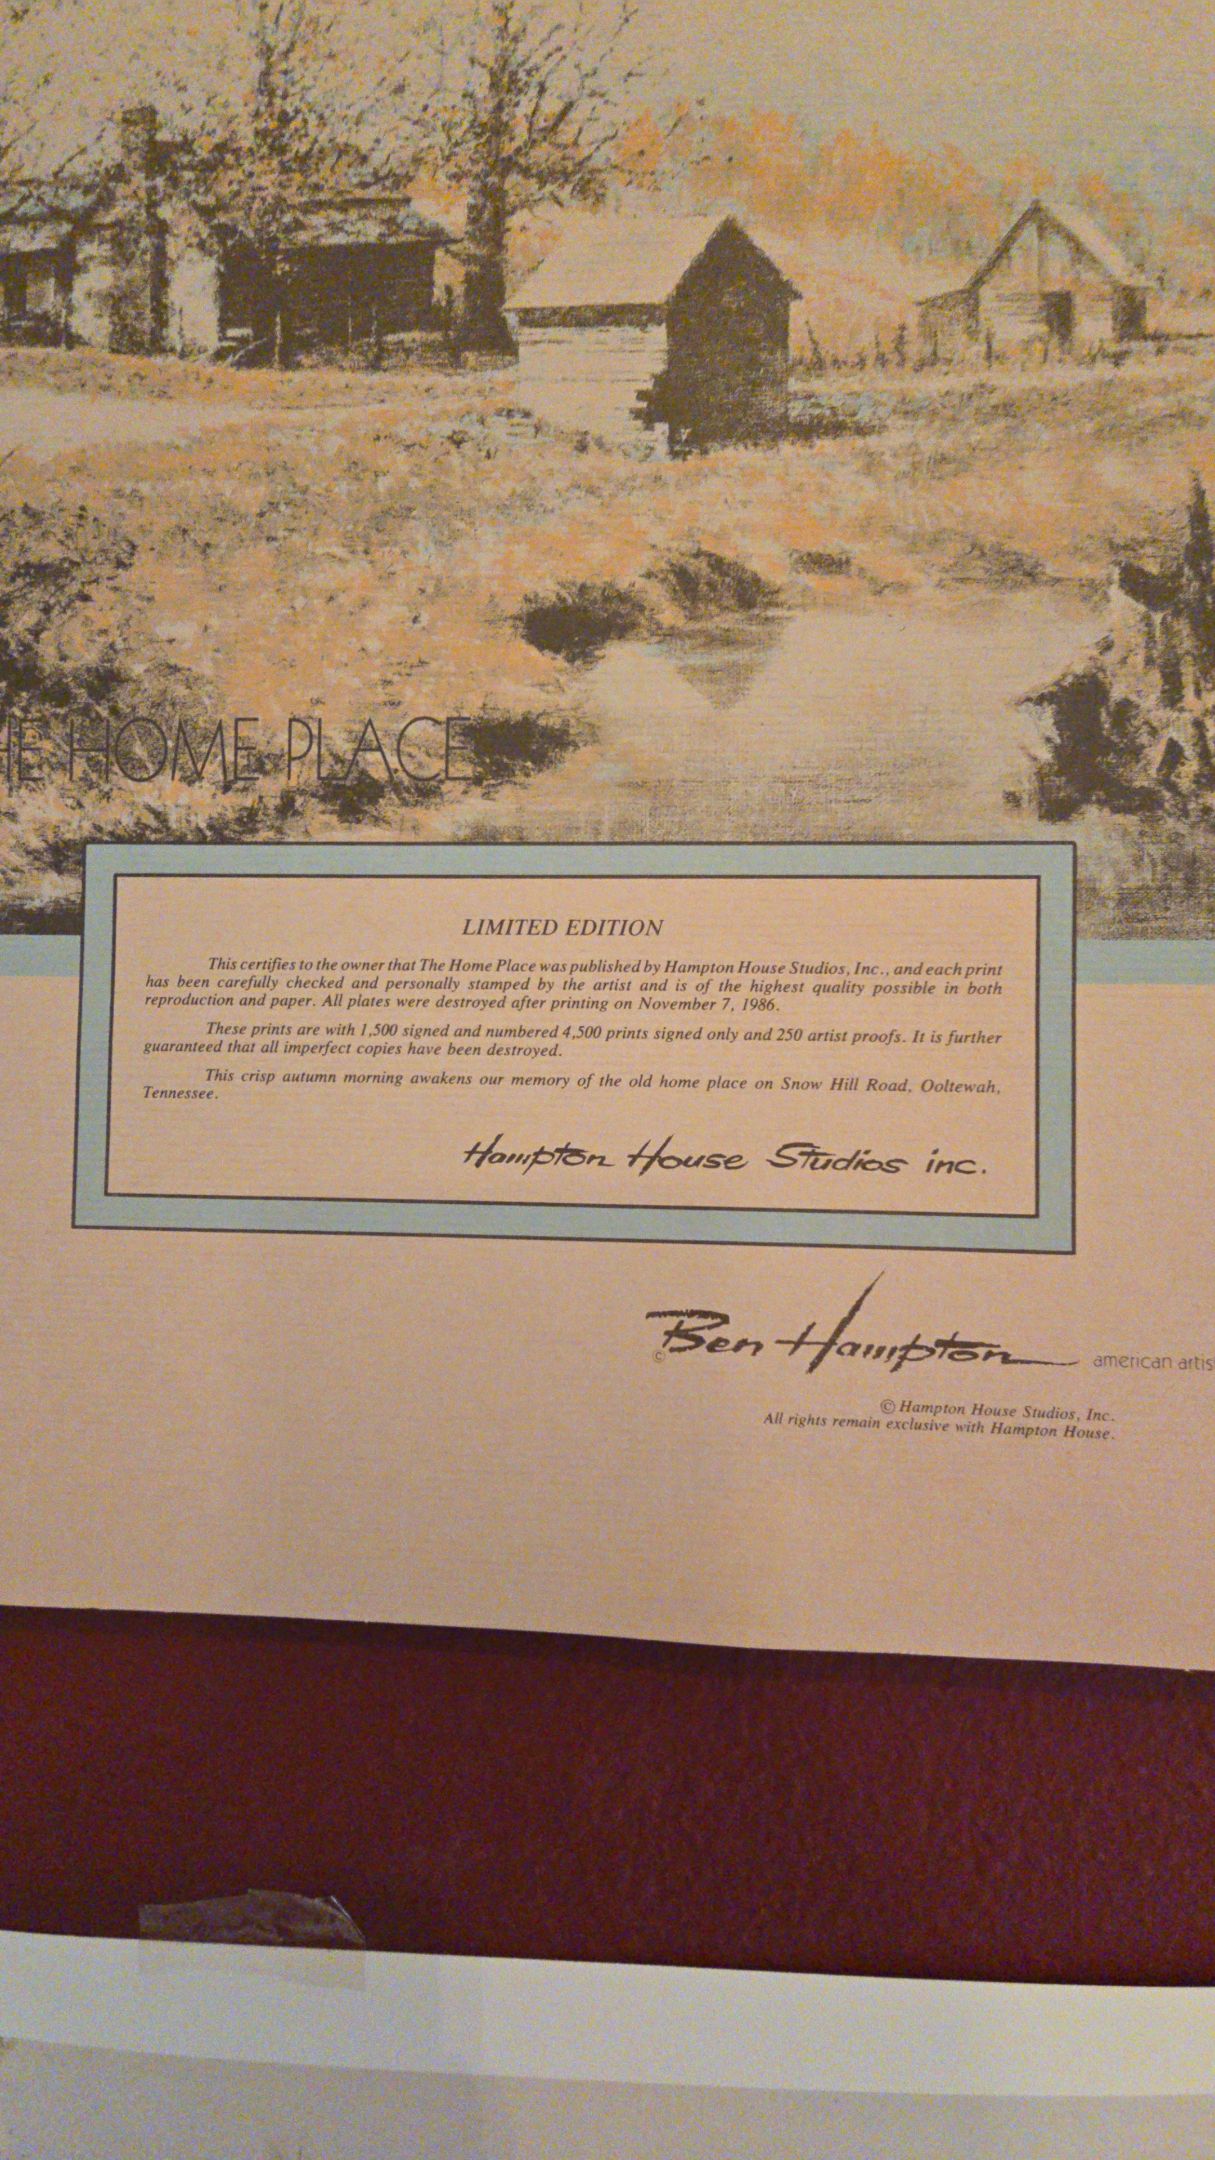 THE HOME PLACE
LIMITED EDITION
This certifies to the owner that The Home Place was published by Hampton House Studios, Inc., and each print
has been carefully checked and personally stamped by the artist and is of the highest quality possible in both
reproduction and paper. All plates were destroyed after printing on November 7, 1986.
These prints are with 1,500 signed and numbered 4,500 prints signed only and 250 artist proofs. It is further
guaranteed that all imperfect copies have been destroyed.
This crisp autumn morning awakens our memory of the old home place on Snow Hill Road, Ooltewah,
Tennessee.
Hampton House Studios inc.
© Ben Hampton american artis
© Hampton House Studios, Inc.
All rights remain exclusive with Hampton House.